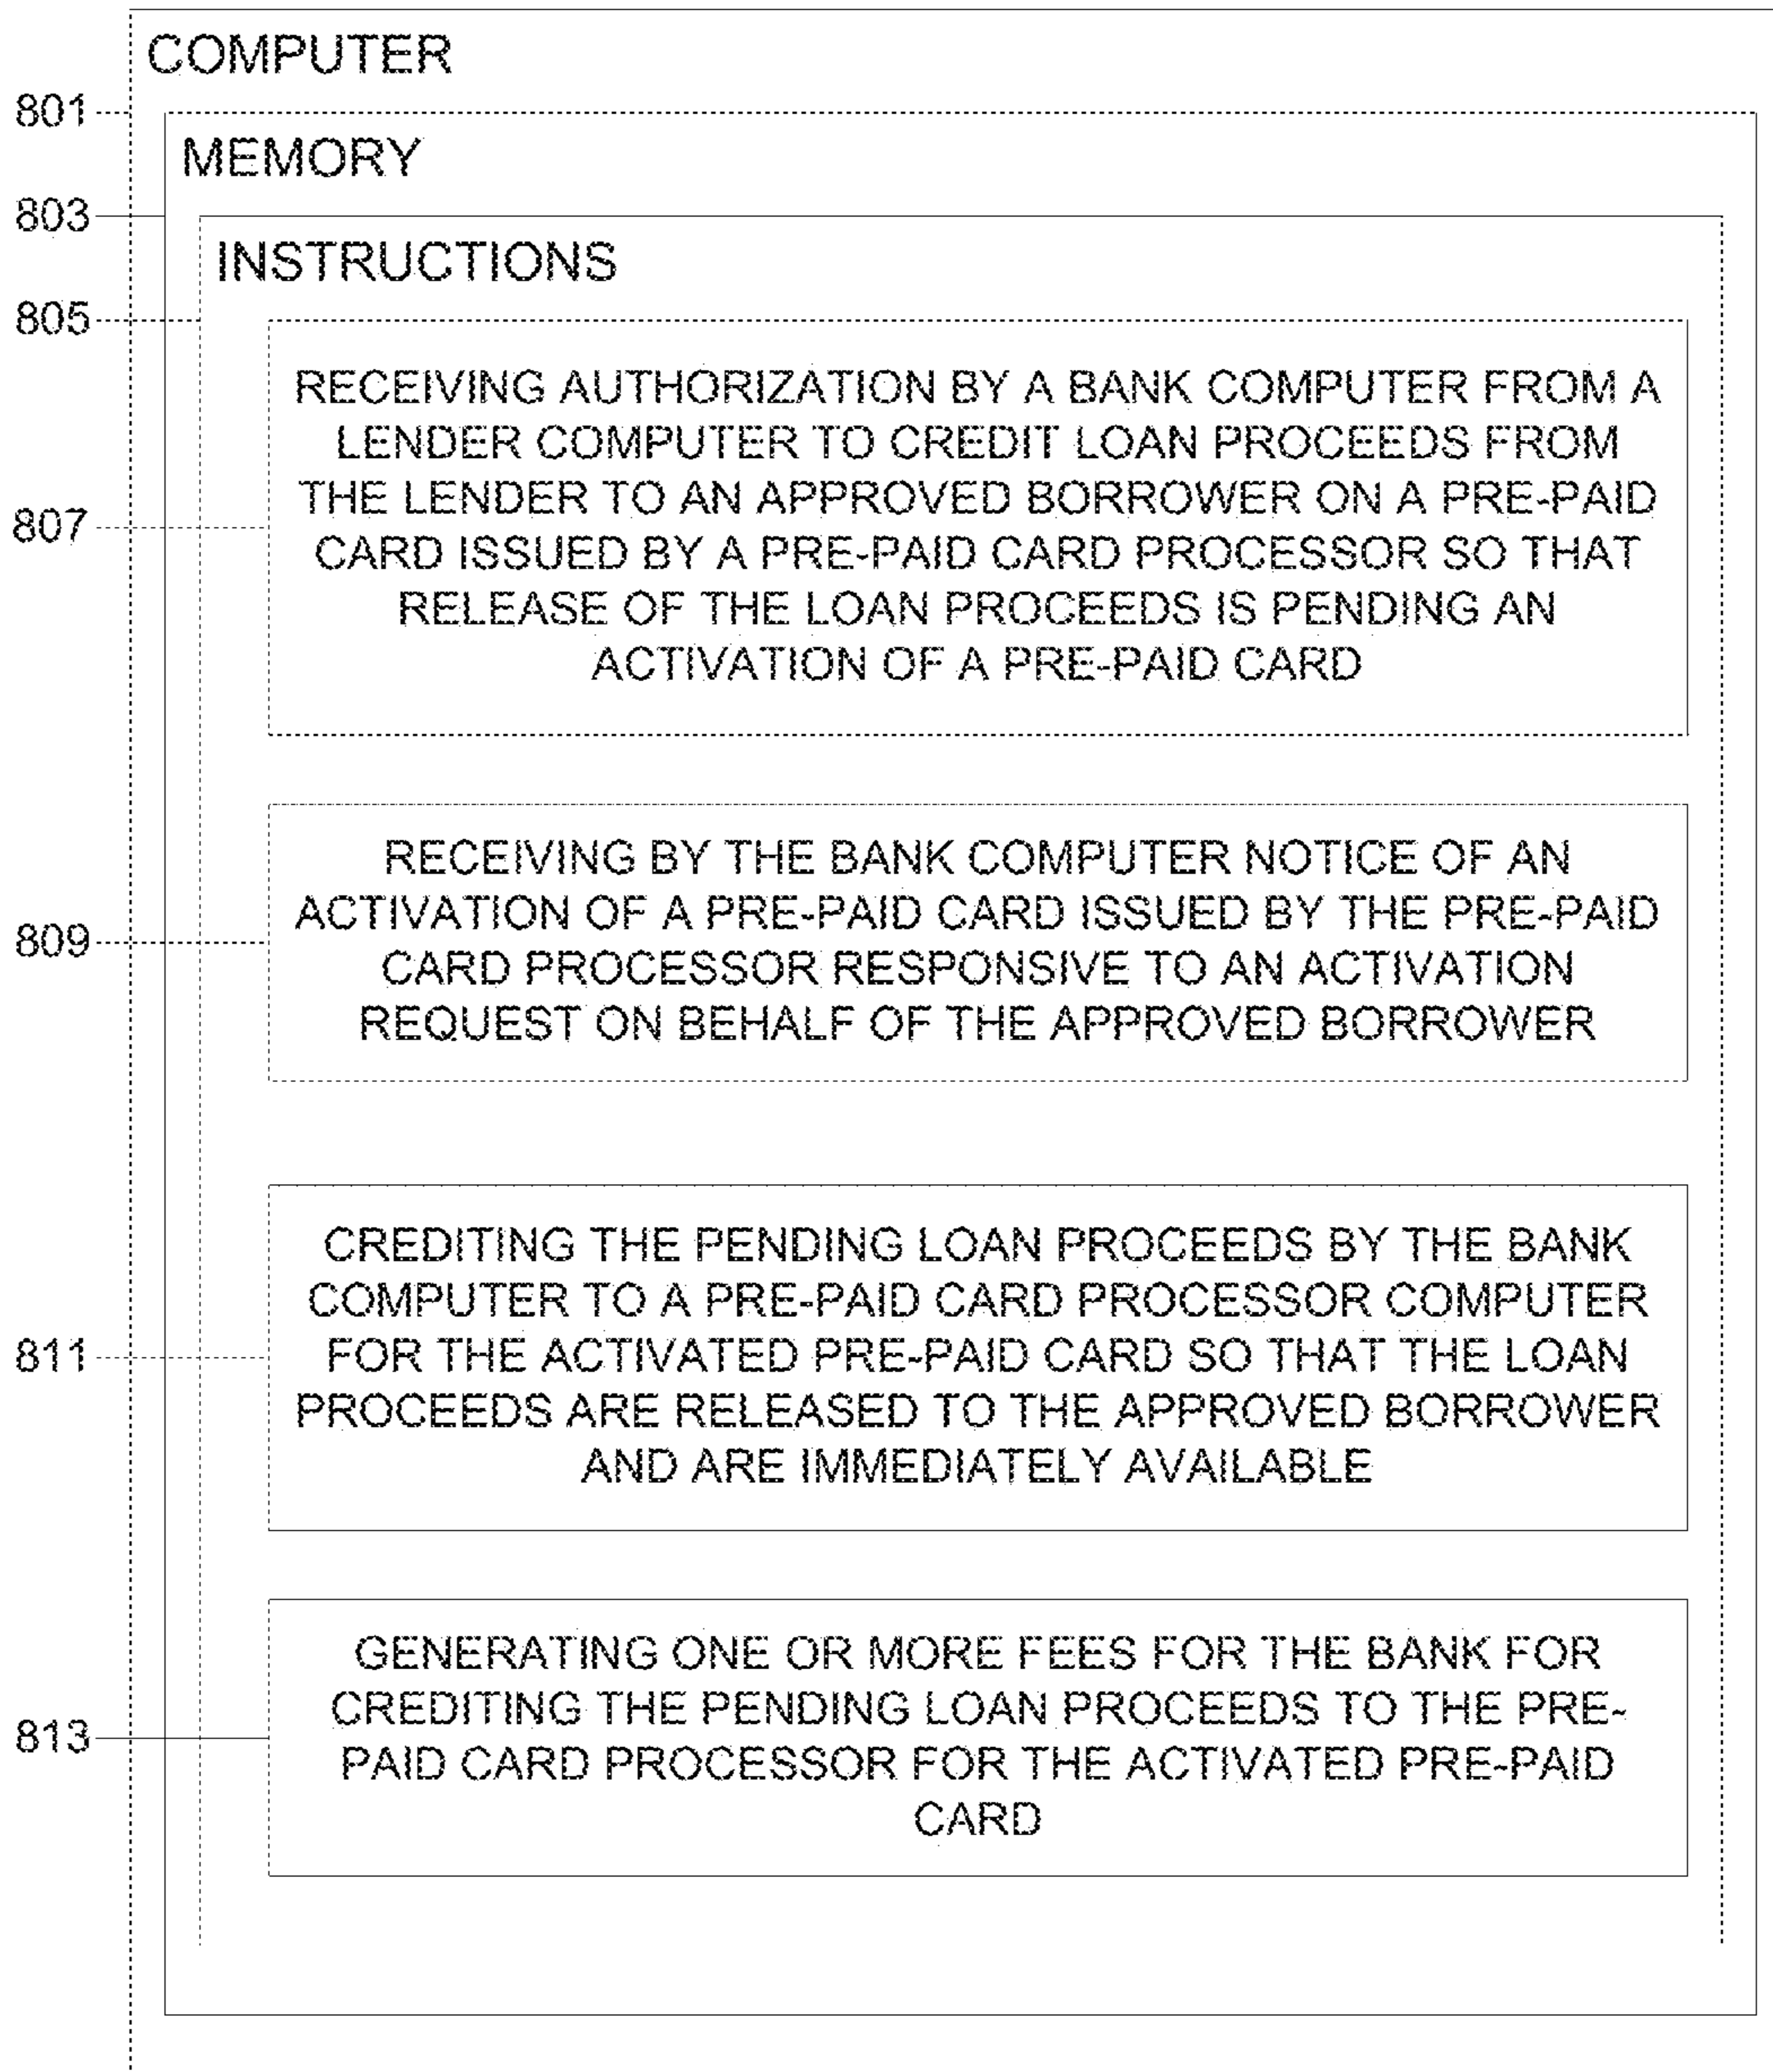 COMPUTER
801
MEMORY
803
INSTRUCTIONS
805
RECEIVING AUTHORIZATION BY A BANK COMPUTER FROM A
LENDER COMPUTER TO CREDIT LOAN PROCEEDS FROM
THE LENDER TO AN APPROVED BORROWER ON A PRE-PAID
807
CARD ISSUED BY A PRE-PAID CARD PROCESSOR SO THAT
RELEASE OF THE LOAN PROCEEDS IS PENDING AN
ACTIVATION OF A PRE-PAID CARD
RECEIVING BY THE BANK COMPUTER NOTICE OF AN
ACTIVATION OF A PRE-PAID CARD ISSUED BY THE PRE-PAID
809
CARD PROCESSOR RESPONSIVE TO AN ACTIVATION
REQUEST ON BEHALF OF THE APPROVED BORROWER
CREDITING THE PENDING LOAN PROCEEDS BY THE BANK
COMPUTER TO A PRE-PAID CARD PROCESSOR COMPUTER
811
FOR THE ACTIVATED PRE-PAID CARD SO THAT THE LOAN
PROCEEDS ARE RELEASED TO THE APPROVED BORROWER
AND ARE IMMEDIATELY AVAILABLE
GENERATING ONE OR MORE FEES FOR THE BANK FOR
CREDITING THE PENDING LOAN PROCEEDS TO THE PRE-
813
PAID CARD PROCESSOR FOR THE ACTIVATED PRE-PAID
CARD